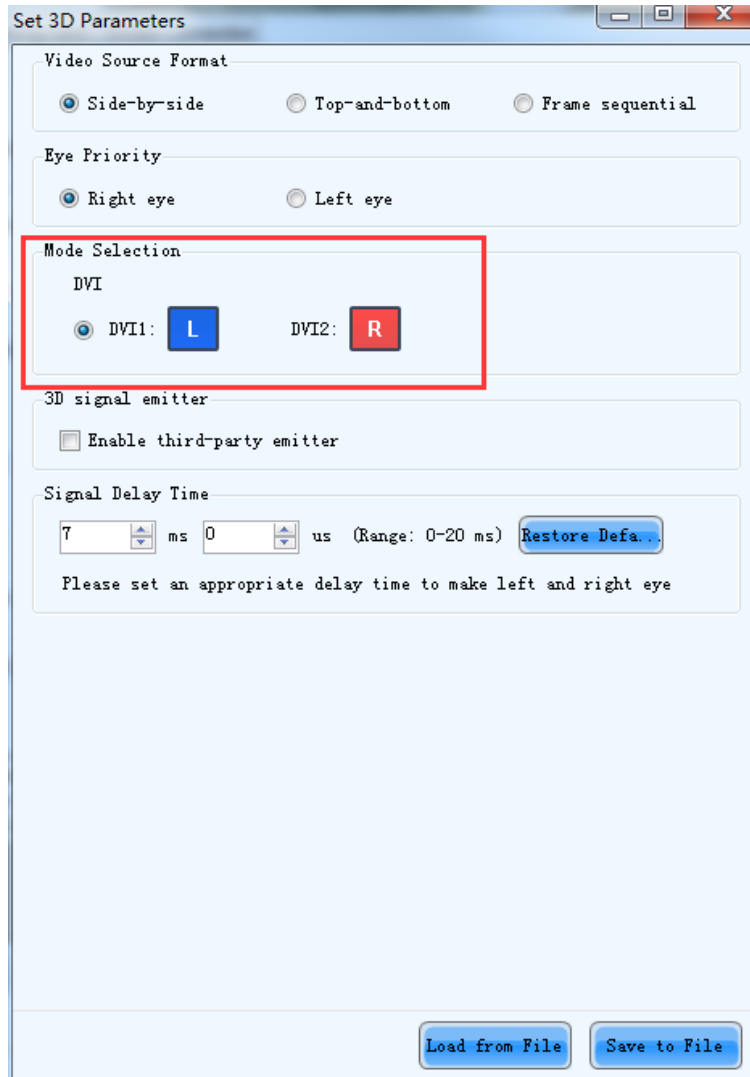 Set 3D Parameters
Video Source Format
Side-by-side Top-and-bottom Frame sequential
Eye Priority
Right eye Left eye
Mode Selection
DVI
DVI1: L DVI2: R
3D signal emitter
Enable third-party emitter
Signal Delay Time
7 ms 0 us (Range: 0-20 ms) Restore Defa...
Please set an appropriate delay time to make left and right eye
Load from File Save to File